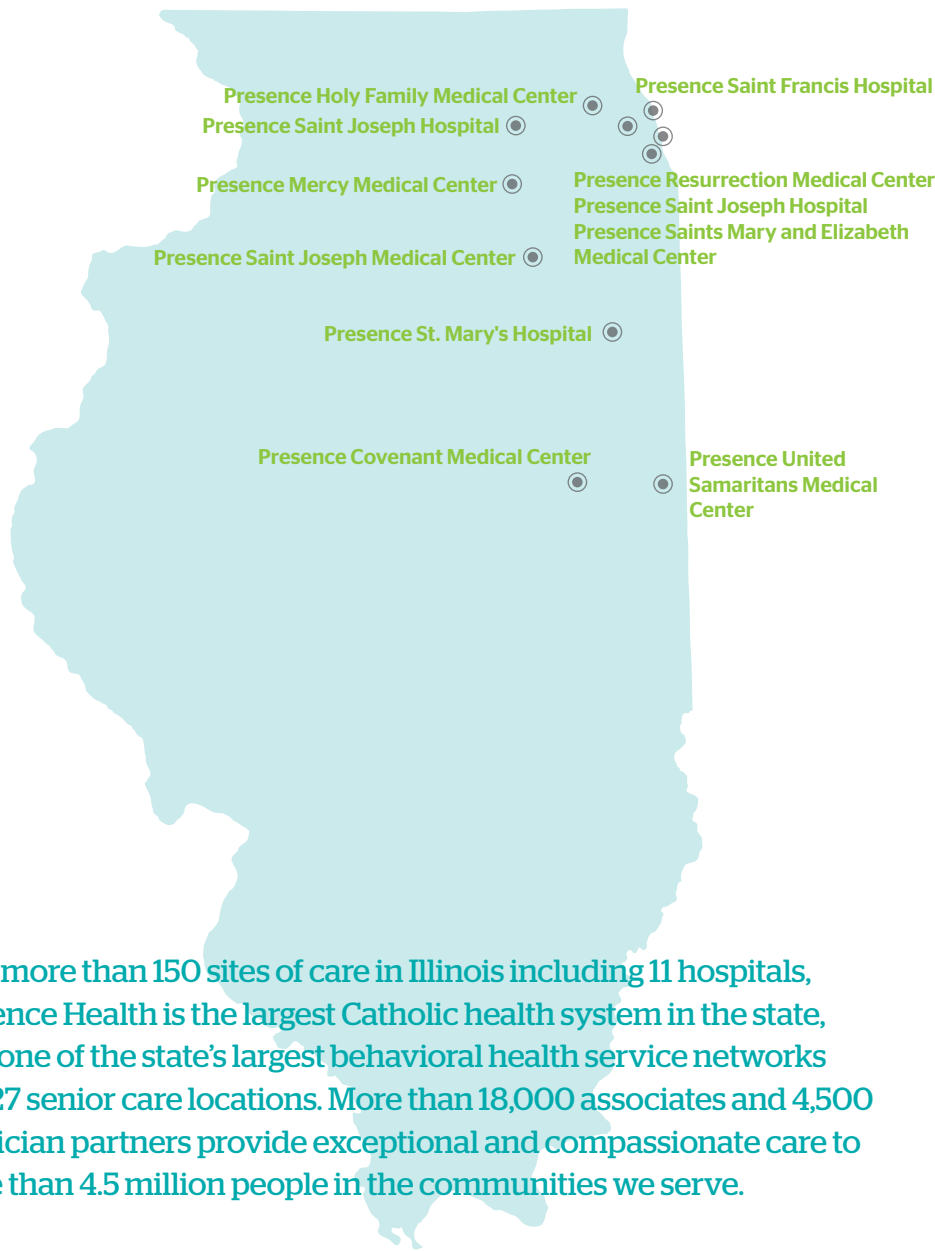 Presence Saint Francis Hospital
Presence Holy Family Medical Center
Presence Saint Joseph Hospital
Presence Mercy Medical Center
Presence Resurrection Medical Center
Presence Saint Joseph Hospital
Presence Saints Mary and Elizabeth
Medical Center
Presence Saint Joseph Medical Center
Presence St. Mary's Hospital
Presence Covenant Medical Center
Presence United
Samaritans Medical
Center
more than 150 sites of care in Illinois including 11 hospitals,
ence Health is the largest Catholic health system in the state,
one of the state’s largest behavioral health service networks
27 senior care locations. More than 18,000 associates and 4,500
ician partners provide exceptional and compassionate care to
e than 4.5 million people in the communities we serve.